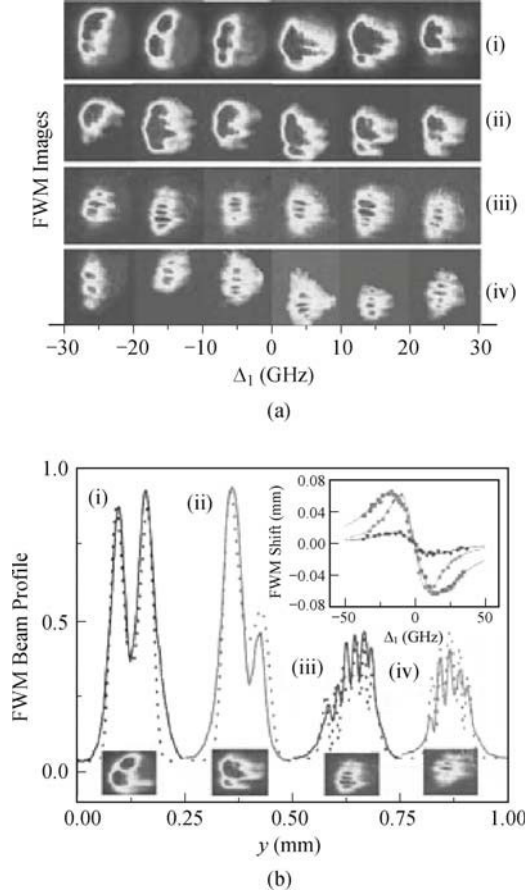 (a)
FWM Images
(i)
(ii)
(iii)
(iv)
−30 −20 −10 0 10 20 30
Δ₁ (GHz)
(a)
FWM Beam Profile
1.0
0.5
0.0
(i)
(ii)
(iii)
(iv)
FWM Shift (mm)
0.08
0.04
0.00
−0.04
−0.08
−50 0 50
Δ₁ (GHz)
0.00 0.25 0.50 0.75 1.00
y (mm)
(b)